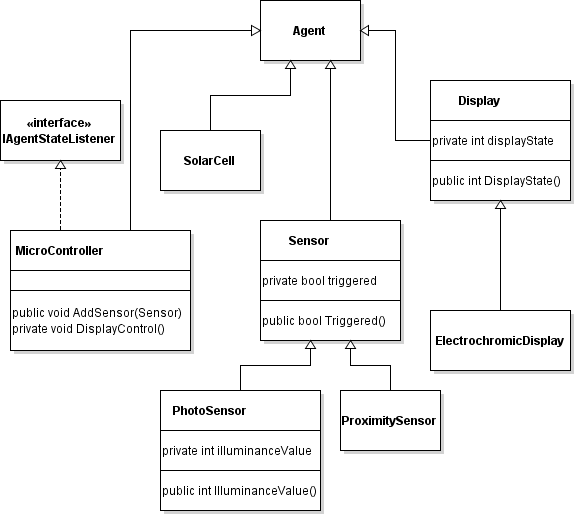 Agent
«interface»
IAgentStateListener
SolarCell
Display
private int displayState
public int DisplayState()
MicroController
public void AddSensor(Sensor)
private void DisplayControl()
Sensor
private bool triggered
public bool Triggered()
ElectrochromicDisplay
PhotoSensor
private int illuminanceValue
public int IlluminanceValue()
ProximitySensor